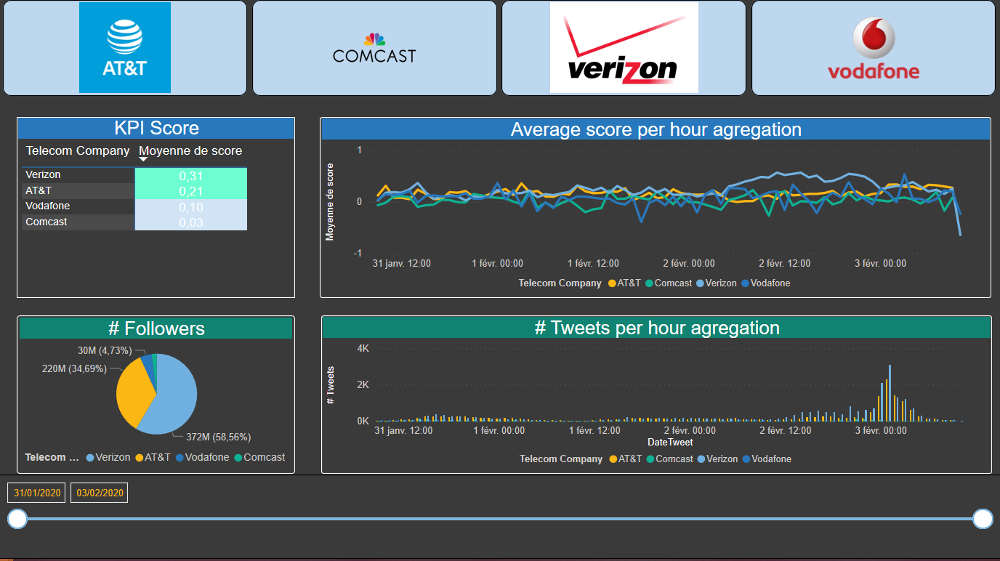 AT&T
COMCAST
verizon
vodafone
KPI Score
Telecom Company Moyenne de score
Verizon 0,31
AT&T 0,21
Vodafone 0,10
Comcast 0,03
Average score per hour agregation
Moyenne de score
1
0
-1
31 janv. 12:00 1 févr. 00:00 1 févr. 12:00 2 févr. 00:00 2 févr. 12:00 3 févr. 00:00
Telecom Company AT&T Comcast Verizon Vodafone
# Followers
30M (4,73%)
220M (34,69%)
372M (58,56%)
Telecom ... Verizon AT&T Vodafone Comcast
# Tweets per hour agregation
# Tweets
4K
2K
0K
31 janv. 12:00 1 févr. 00:00 1 févr. 12:00 2 févr. 00:00 2 févr. 12:00 3 févr. 00:00
DateTweet
Telecom Company AT&T Comcast Verizon Vodafone
31/01/2020 03/02/2020